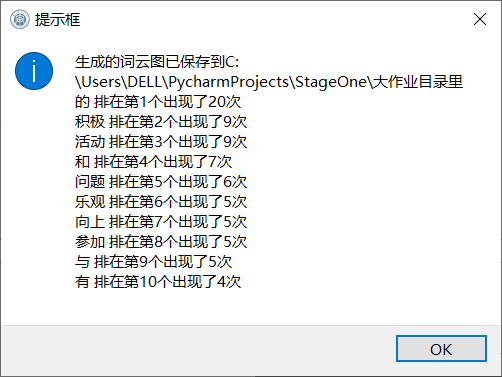 提示框
生成的词云图已保存到C:
\Users\DELL\PycharmProjects\StageOne\大作业目录里
的 排在第1个出现了20次
积极 排在第2个出现了9次
活动 排在第3个出现了9次
和 排在第4个出现了7次
问题 排在第5个出现了6次
乐观 排在第6个出现了5次
向上 排在第7个出现了5次
参加 排在第8个出现了5次
与 排在第9个出现了5次
有 排在第10个出现了4次
OK